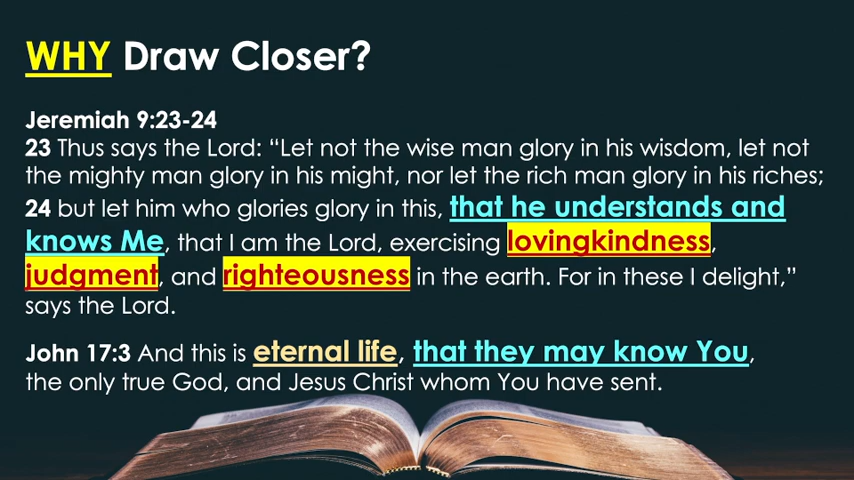 WHY Draw Closer?
Jeremiah 9:23-24
23 Thus says the Lord: “Let not the wise man glory in his wisdom, let not
the mighty man glory in his might, nor let the rich man glory in his riches;
24 but let him who glories glory in this, that he understands and
knows Me, that I am the Lord, exercising lovingkindness,
judgment, and righteousness in the earth. For in these I delight,”
says the Lord.
John 17:3 And this is eternal life, that they may know You,
the only true God, and Jesus Christ whom You have sent.